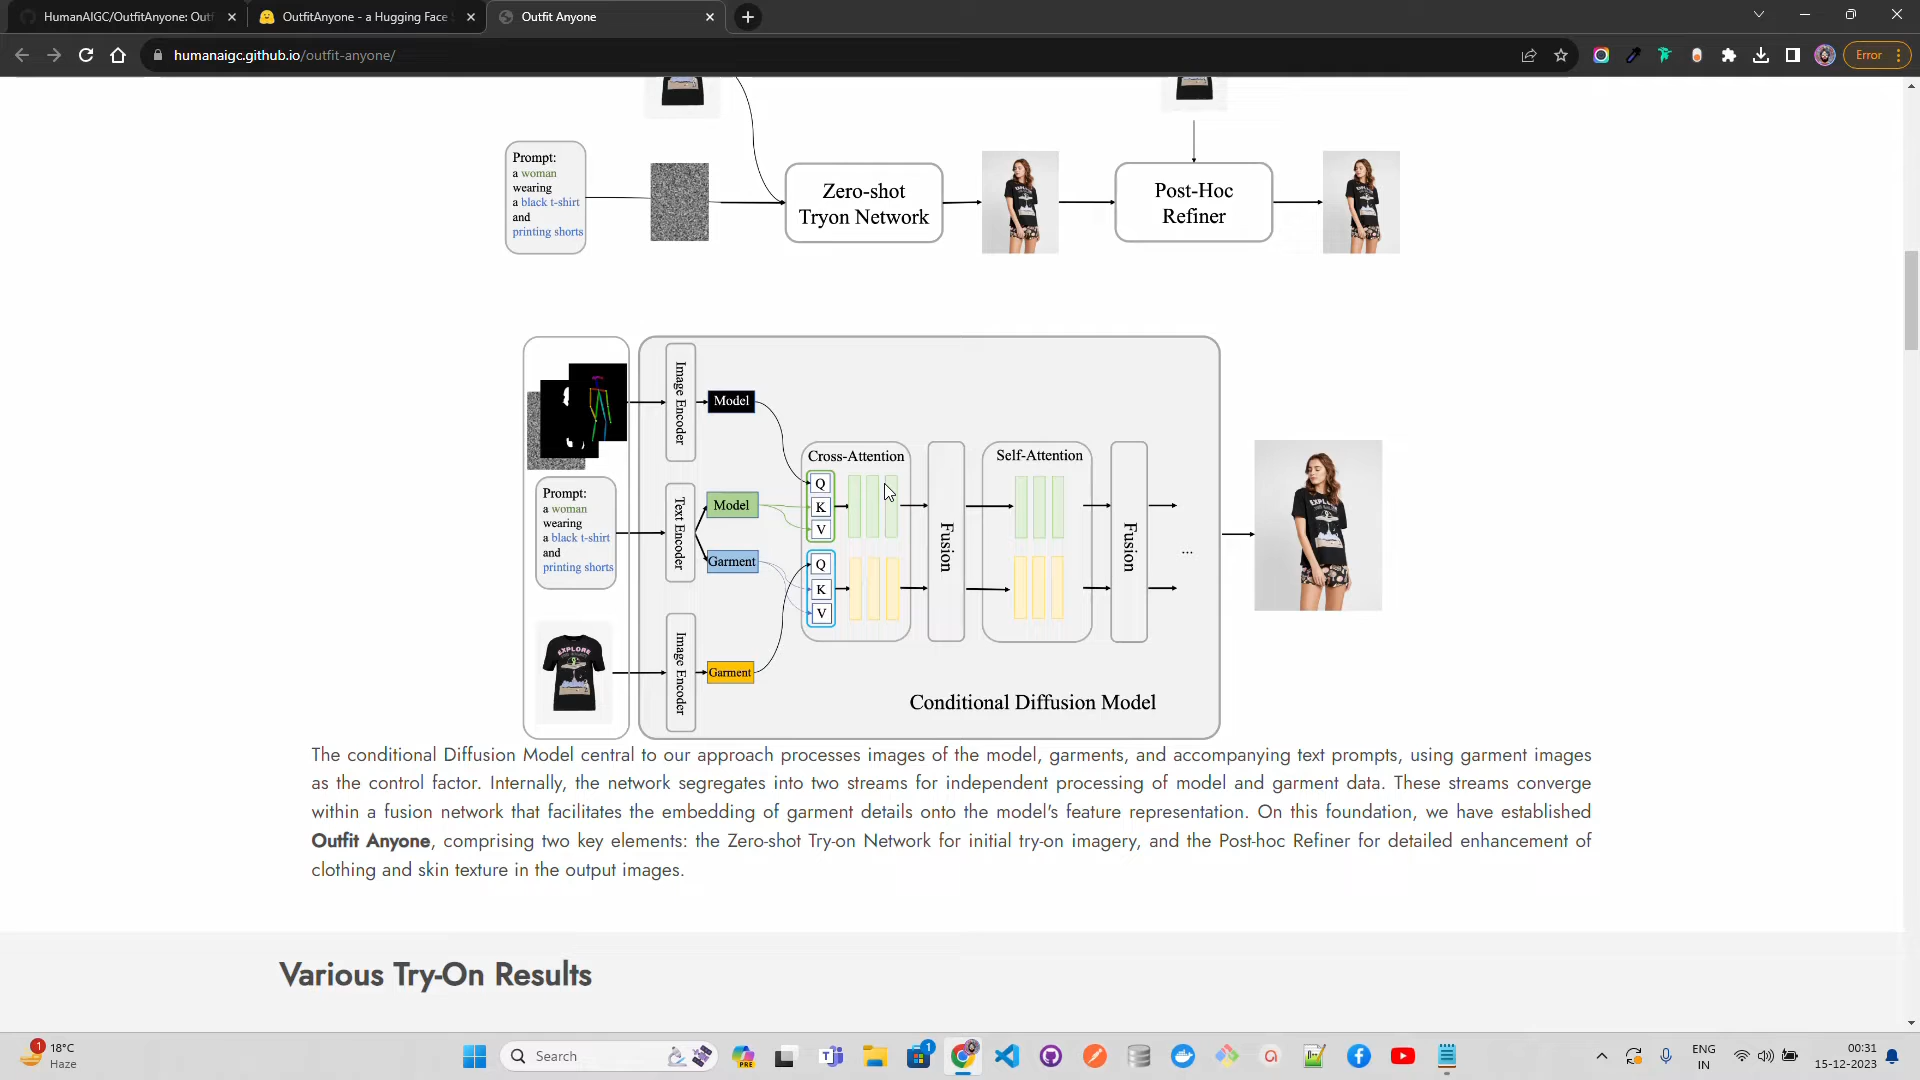 HumanAIGC/OutfitAnyone: Out
OutfitAnyone - a Hugging Face
Outfit Anyone
humanaigc.github.io/outfit-anyone/
Error
Prompt:
a woman
wearing
a black t-shirt
and
printing shorts
Zero-shot
Tryon Network
Post-Hoc
Refiner
Image Encoder
Model
Cross-Attention
Self-Attention
Q
K
V
Prompt:
a woman
wearing
a black t-shirt
and
printing shorts
Text Encoder
Model
Garment
Q
K
V
Fusion
Fusion
...
EXPLORE
Image Encoder
Garment
Conditional Diffusion Model
The conditional Diffusion Model central to our approach processes images of the model, garments, and accompanying text prompts, using garment images
as the control factor. Internally, the network segregates into two streams for independent processing of model and garment data. These streams converge
within a fusion network that facilitates the embedding of garment details onto the model's feature representation. On this foundation, we have established
Outfit Anyone, comprising two key elements: the Zero-shot Try-on Network for initial try-on imagery, and the Post-hoc Refiner for detailed enhancement of
clothing and skin texture in the output images.
Various Try-On Results
1
18°C
Haze
Search
PRE
1
ENG
IN
00:31
15-12-2023